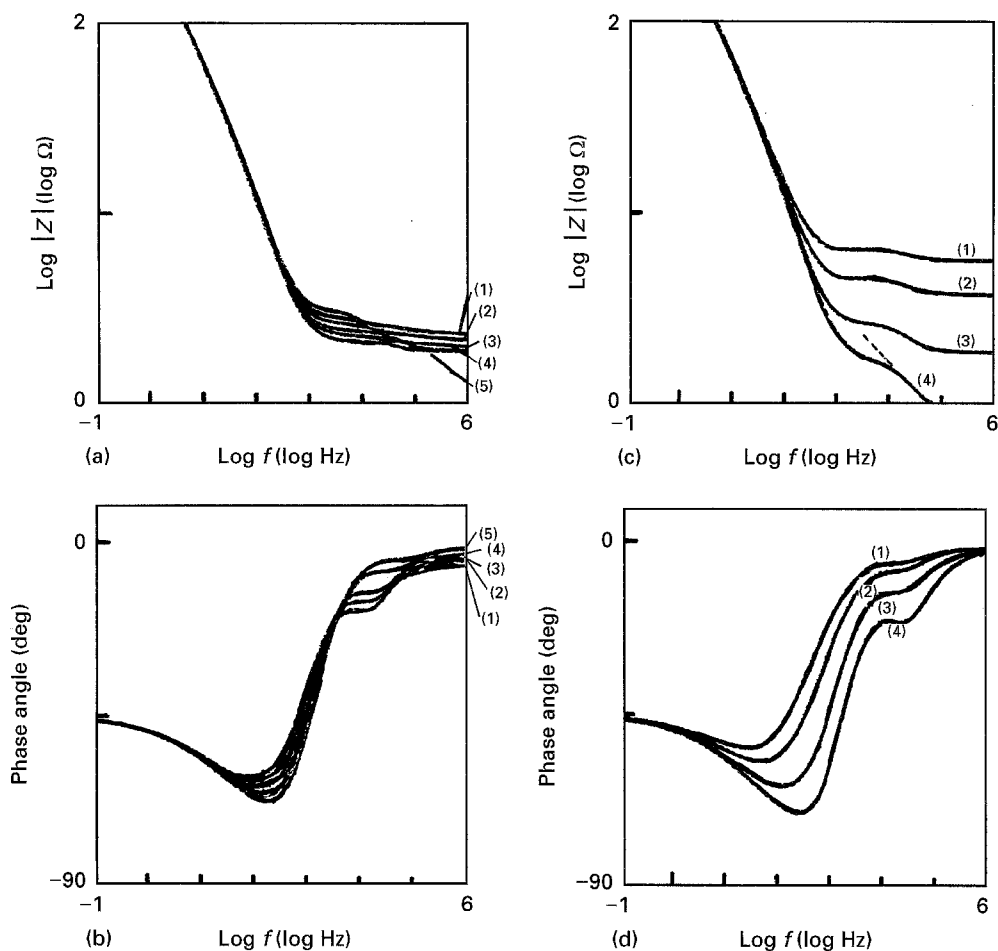 2
Log |Z| (log Ω)
(1)
(2)
(3)
(4)
(5)
0
−1
6
(a)
Log f (log Hz)
2
Log |Z| (log Ω)
(1)
(2)
(3)
(4)
0
−1
6
(c)
Log f (log Hz)
0
(5)
(4)
(3)
(2)
(1)
Phase angle (deg)
−90
−1
6
(b)
Log f (log Hz)
0
(1)
(2)
(3)
(4)
Phase angle (deg)
−90
−1
6
(d)
Log f (log Hz)